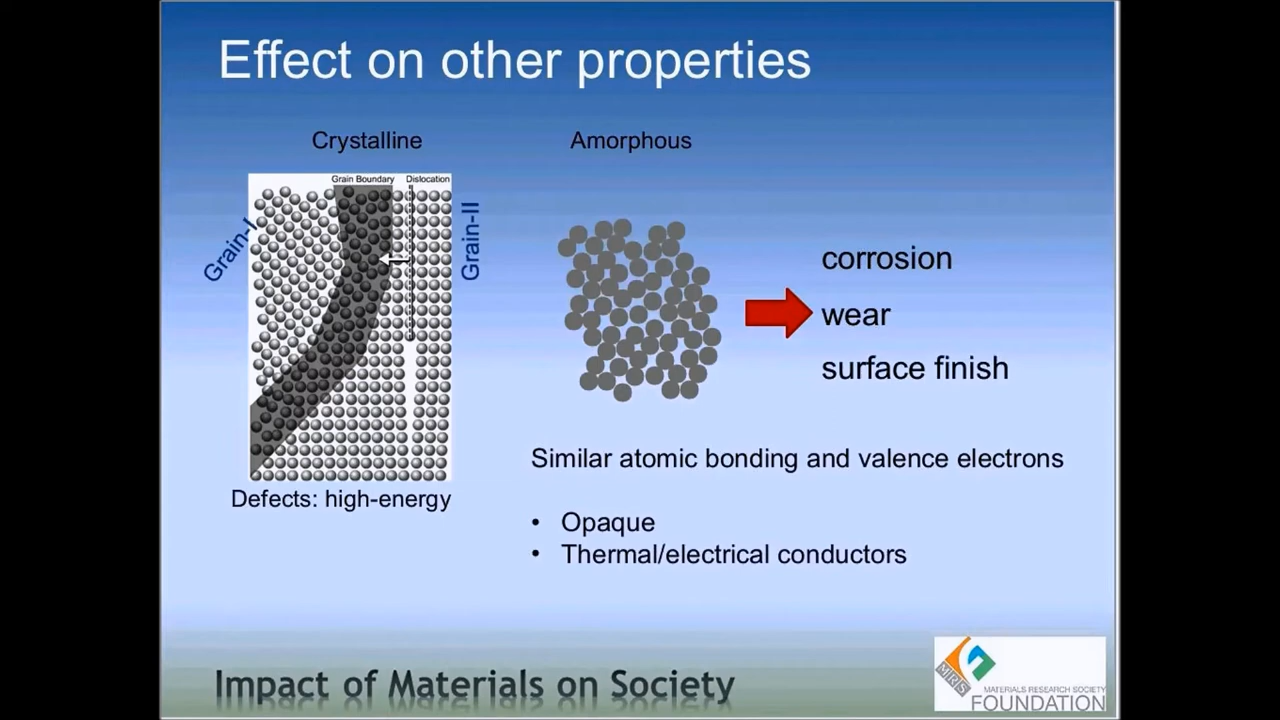 Effect on other properties
Crystalline
Amorphous
Grain Boundary
Dislocation
Grain-I
Grain-II
corrosion
wear
surface finish
Defects: high-energy
Similar atomic bonding and valence electrons
• Opaque
• Thermal/electrical conductors
Impact of Materials on Society
MRS
MATERIALS RESEARCH SOCIETY
FOUNDATION